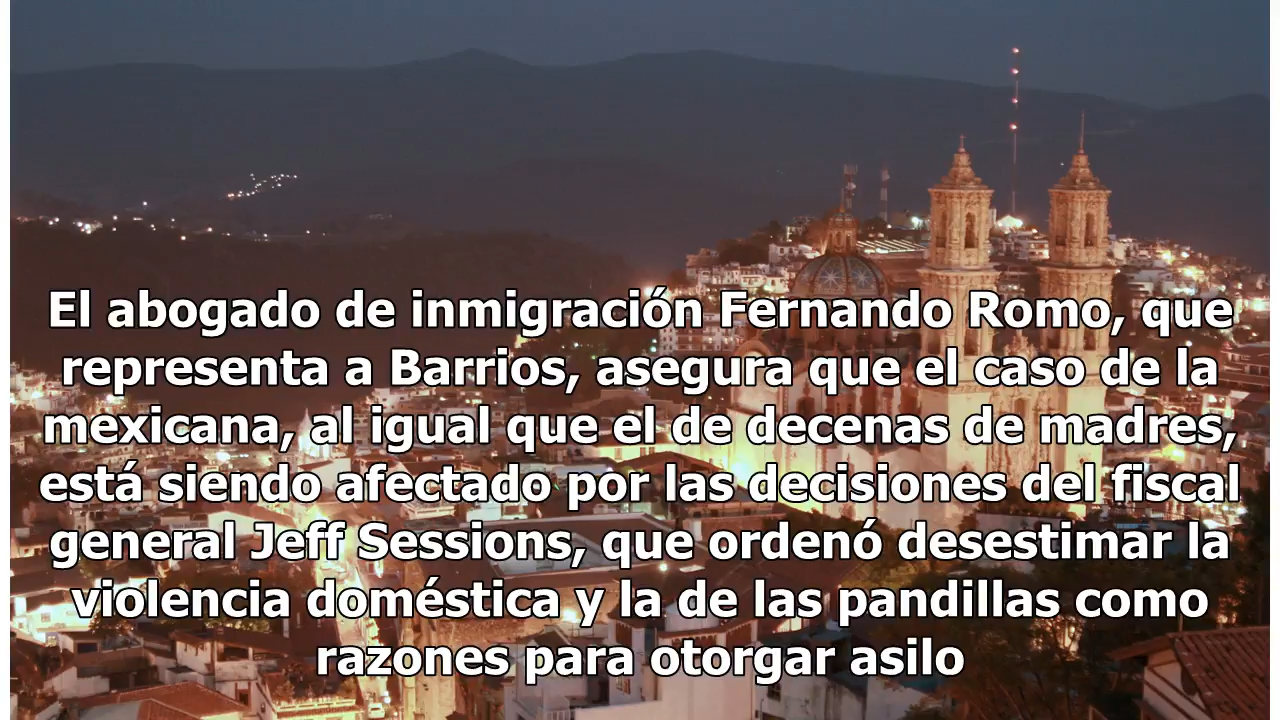 El abogado de inmigración Fernando Romo, que
representa a Barrios, asegura que el caso de la
mexicana, al igual que el de decenas de madres,
está siendo afectado por las decisiones del fiscal
general Jeff Sessions, que ordenó desestimar la
violencia doméstica y la de las pandillas como
razones para otorgar asilo